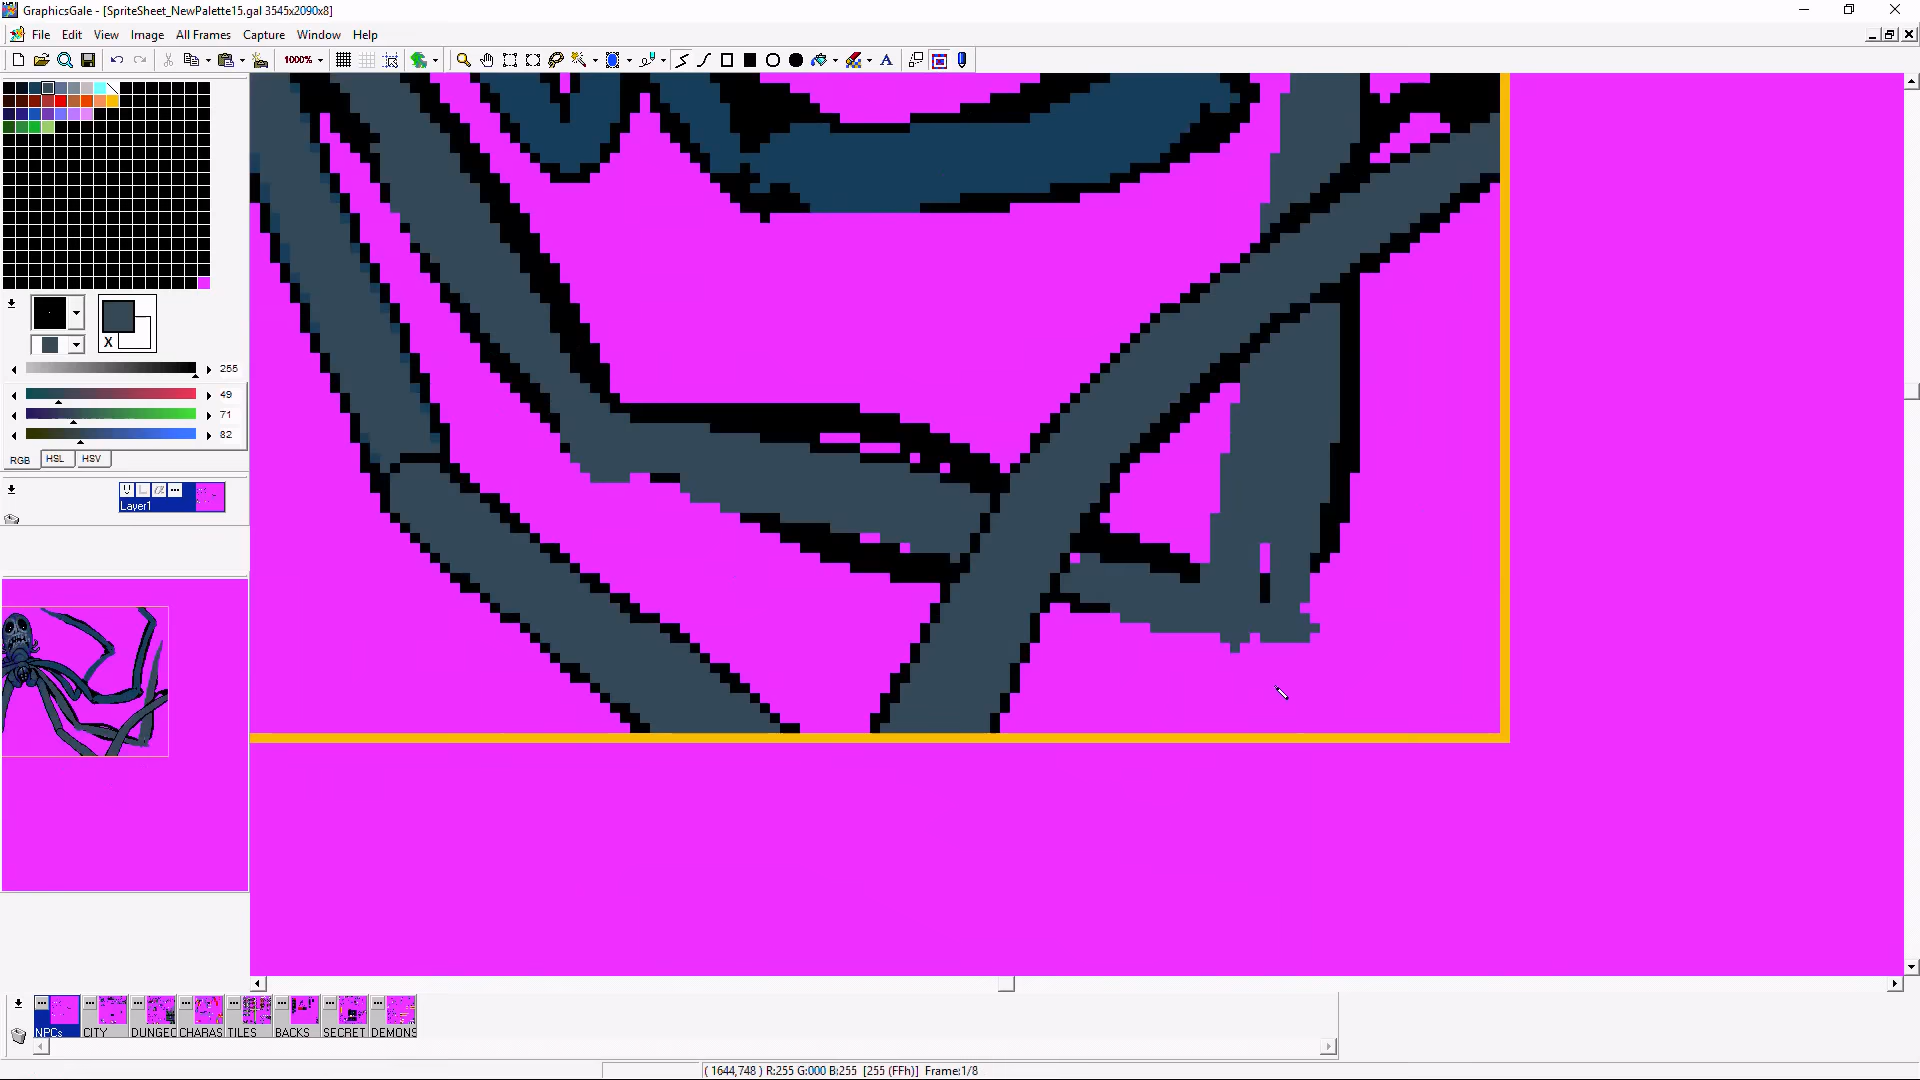 GraphicsGale - [SpriteSheet_NewPalette15.gal 3545x2090x8]
File Edit View Image All Frames Capture Window Help
1000% A
X
255
49
71
82
RGB HSL HSV
Layer1
NPCs CITY DUNGEC CHARAS TILES BACKS SECRET DEMONS
( 1644,748 ) R:255 G:000 B:255 [255 (FFh)] Frame:1/8